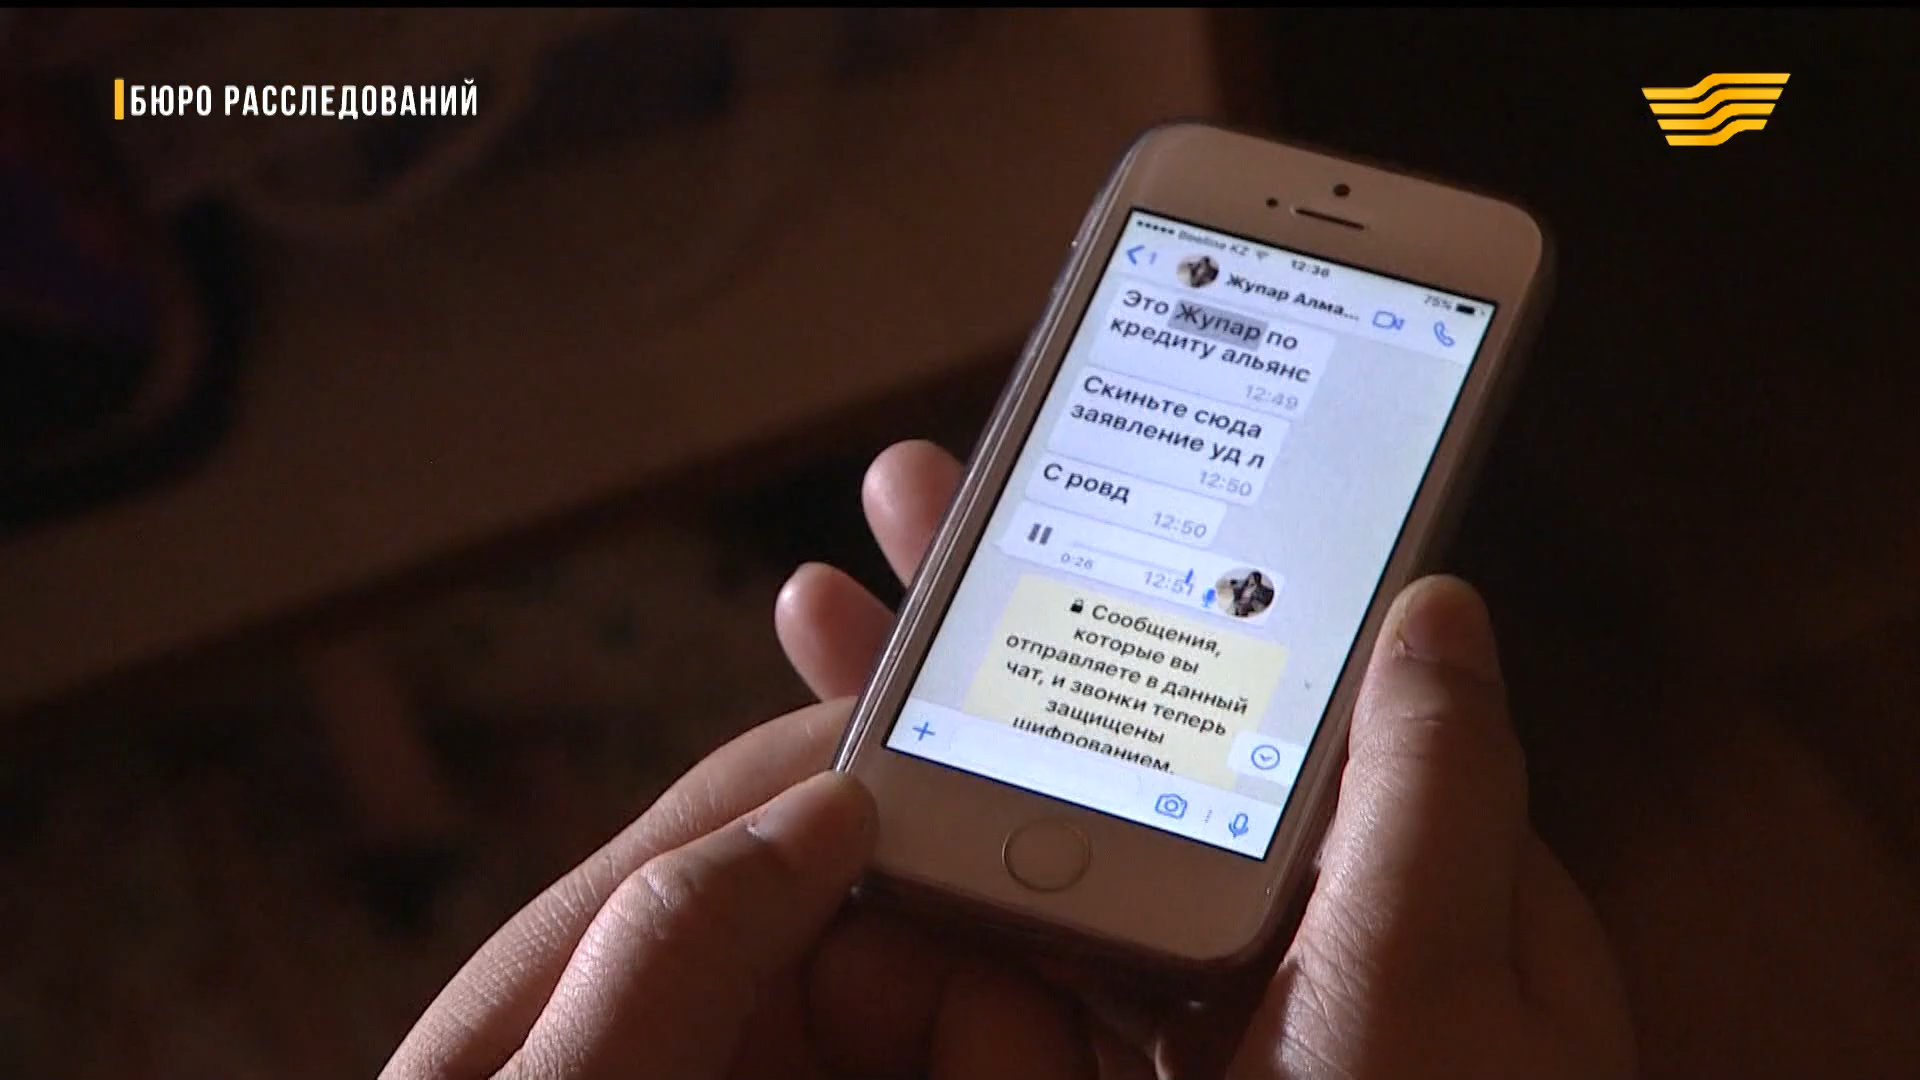 БЮРО РАССЛЕДОВАНИЙ
Beeline KZ 12:36 75%
1 Жупар Алма...
Это Жупар по
кредиту альянс
12:49
Скиньте сюда
заявление уд л
12:50
С ровд
12:50
0:26 12:51
Сообщения,
которые вы
отправляете в данный
чат, и звонки теперь
защищены
шифрованием.